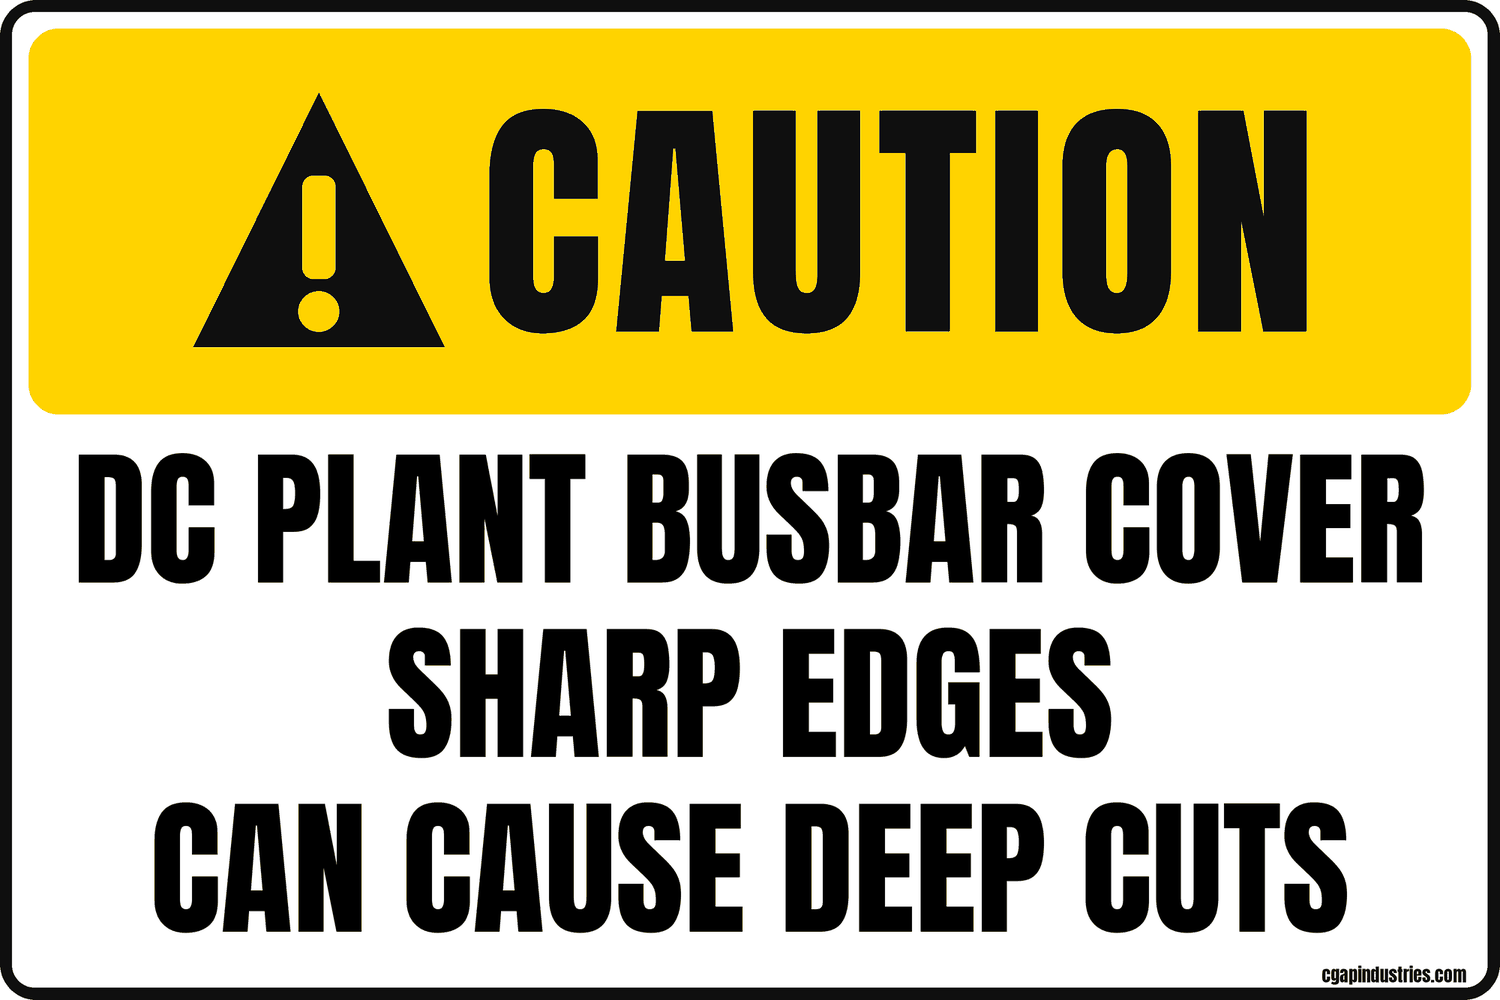 CAUTION
DC PLANT BUSBAR COVER
SHARP EDGES
CAN CAUSE DEEP CUTS
cgapindustries.com